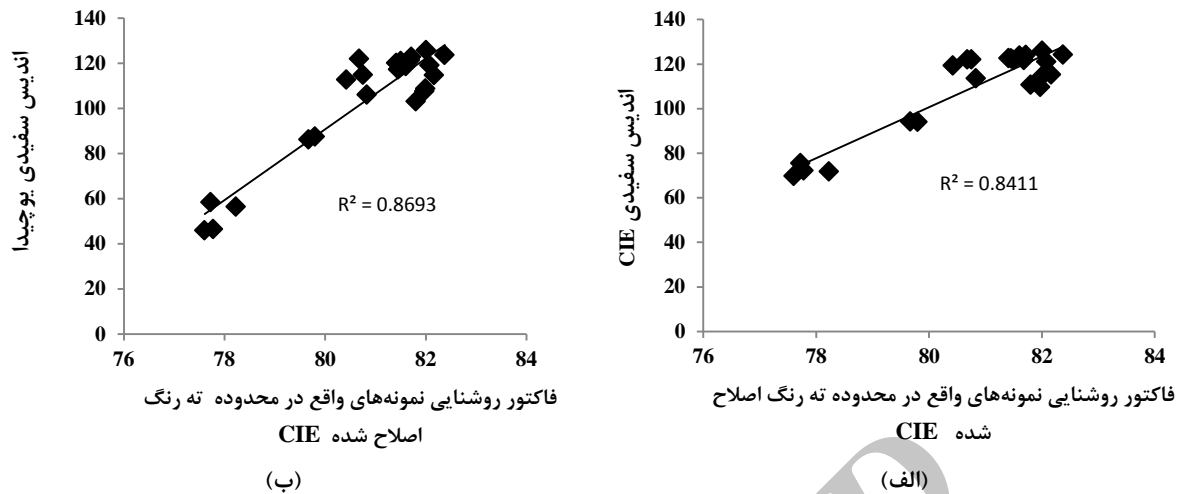 140
120
100
80
60
40
20
0
76
78
80
82
84
اندیس سفیدی CIE
R² = 0.8411
فاکتور روشنایی نمونه‌های واقع در محدوده ته رنگ اصلاح
شده CIE
(الف)
140
120
100
80
60
40
20
0
76
78
80
82
84
اندیس سفیدی یوچیدا
R² = 0.8693
فاکتور روشنایی نمونه‌های واقع در محدوده ته رنگ
اصلاح شده CIE
(ب)